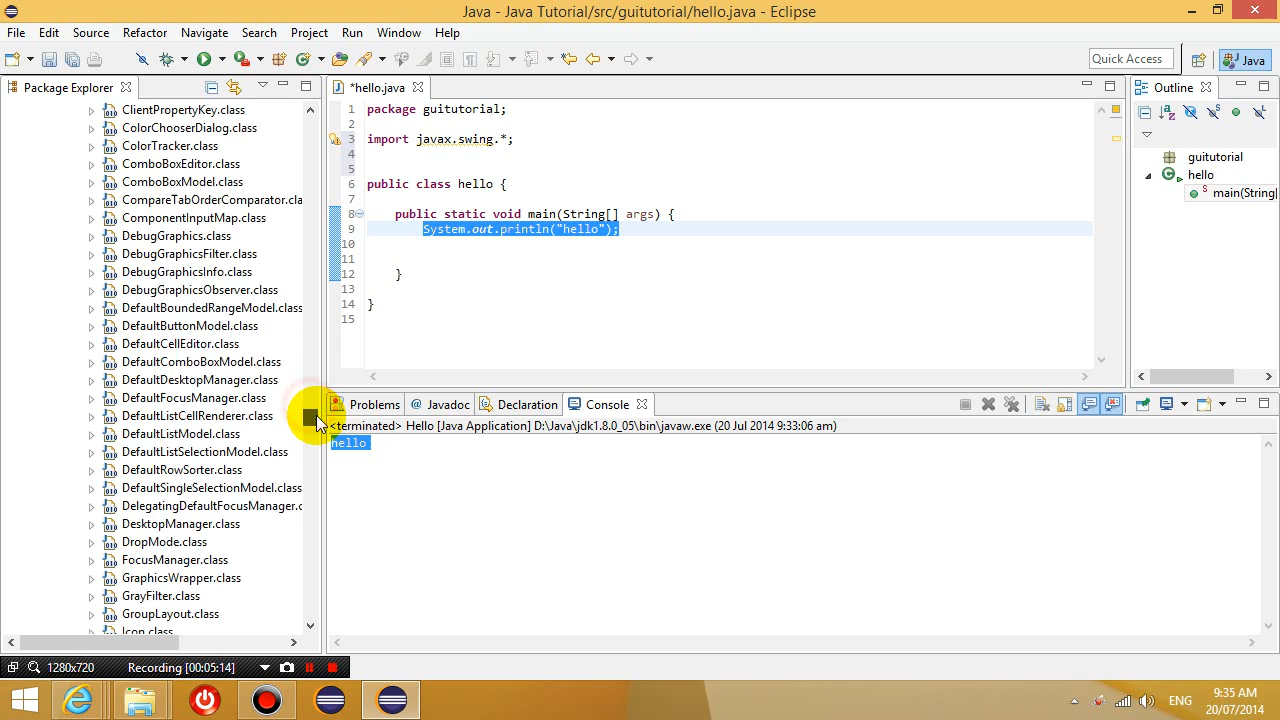 Java - Java Tutorial/src/guitutorial/hello.java - Eclipse
File Edit Source Refactor Navigate Search Project Run Window Help
Quick Access
Java
Package Explorer
ClientPropertyKey.class
ColorChooserDialog.class
ColorTracker.class
ComboBoxEditor.class
ComboBoxModel.class
CompareTabOrderComparator.cla
ComponentInputMap.class
DebugGraphics.class
DebugGraphicsFilter.class
DebugGraphicsInfo.class
DebugGraphicsObserver.class
DefaultBoundedRangeModel.class
DefaultButtonModel.class
DefaultCellEditor.class
DefaultComboBoxModel.class
DefaultDesktopManager.class
DefaultFocusManager.class
DefaultListCellRenderer.class
DefaultListModel.class
DefaultListSelectionModel.class
DefaultRowSorter.class
DefaultSingleSelectionModel.class
DelegatingDefaultFocusManager.c
DesktopManager.class
DropMode.class
FocusManager.class
GraphicsWrapper.class
GrayFilter.class
GroupLayout.class
Icon.class
*hello.java
1 package guitutorial;
2
3 import javax.swing.*;
4
5
6 public class hello {
7
8 public static void main(String[] args) {
9 System.out.println("hello");
10
11
12 }
13
14 }
15
Outline
guitutorial
hello
main(String[
Problems @ Javadoc Declaration Console
<terminated> Hello [Java Application] D:\Java\jdk1.8.0_05\bin\javaw.exe (20 Jul 2014 9:33:06 am)
hello
1280x720 Recording [00:05:14]
ENG
9:35 AM
20/07/2014